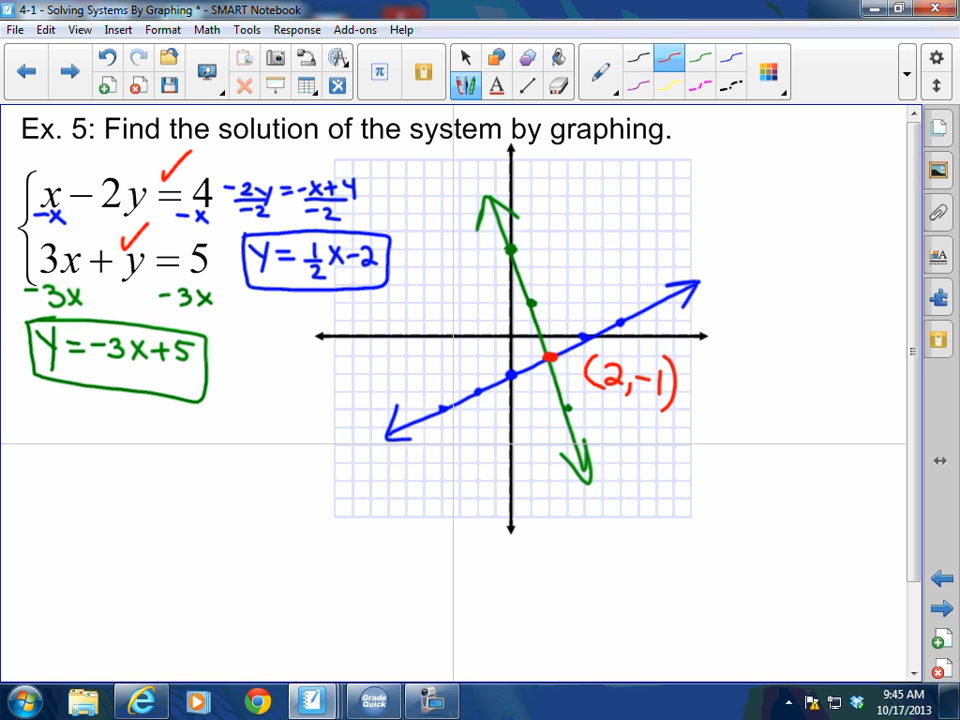 4-1 - Solving Systems By Graphing * - SMART Notebook
File Edit View Insert Format Math Tools Response Add-ons Help
Ex. 5: Find the solution of the system by graphing.
x − 2y = 4
-x -x
-2y = -x+4
-2 -2
3x + y = 5
-3x -3x
y = 1/2x-2
y = -3x+5
(2,-1)
Grade Quick
9:45 AM
10/17/2013